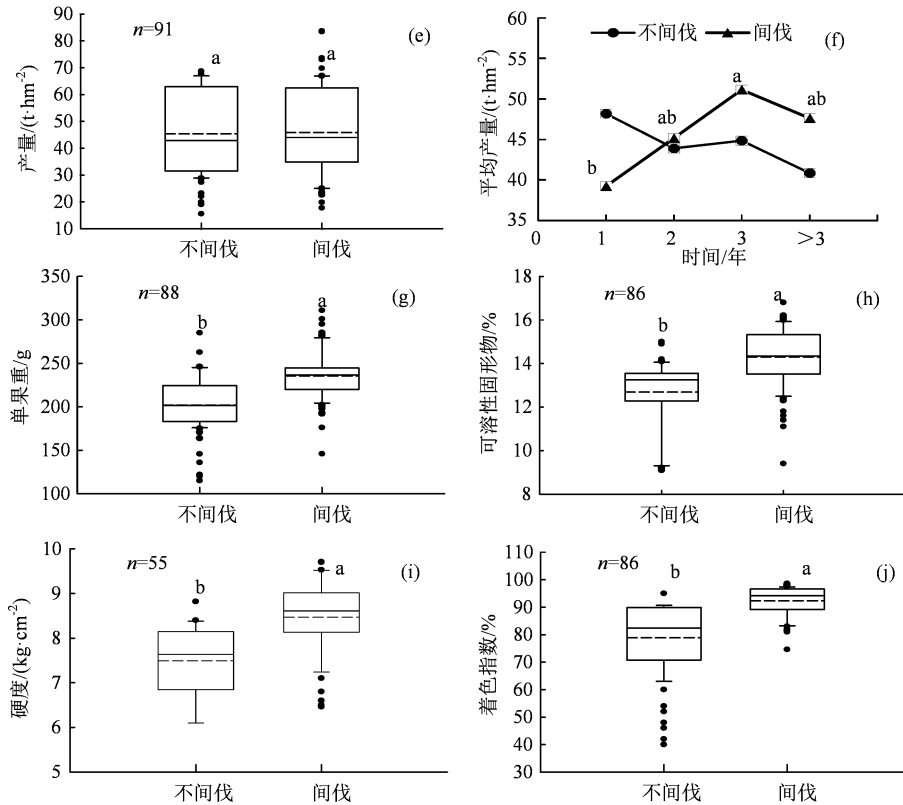 90
80
70
60
50
40
30
20
10
产量/(t·hm⁻²)
n=91
(e)
a
a
不间伐
间伐
60
55
50
45
40
35
0
平均产量/(t·hm⁻²)
不间伐
间伐
(f)
b
ab
a
ab
1
2
3
>3
时间/年
350
300
250
200
150
100
单果重/g
n=88
(g)
b
a
不间伐
间伐
16
14
12
10
8
可溶性固形物/%
n=86
(h)
b
a
不间伐
间伐
10
9
8
7
6
5
硬度/(kg·cm⁻²)
n=55
(i)
b
a
不间伐
间伐
110
100
90
80
70
60
50
40
30
着色指数/%
n=86
(j)
b
a
不间伐
间伐